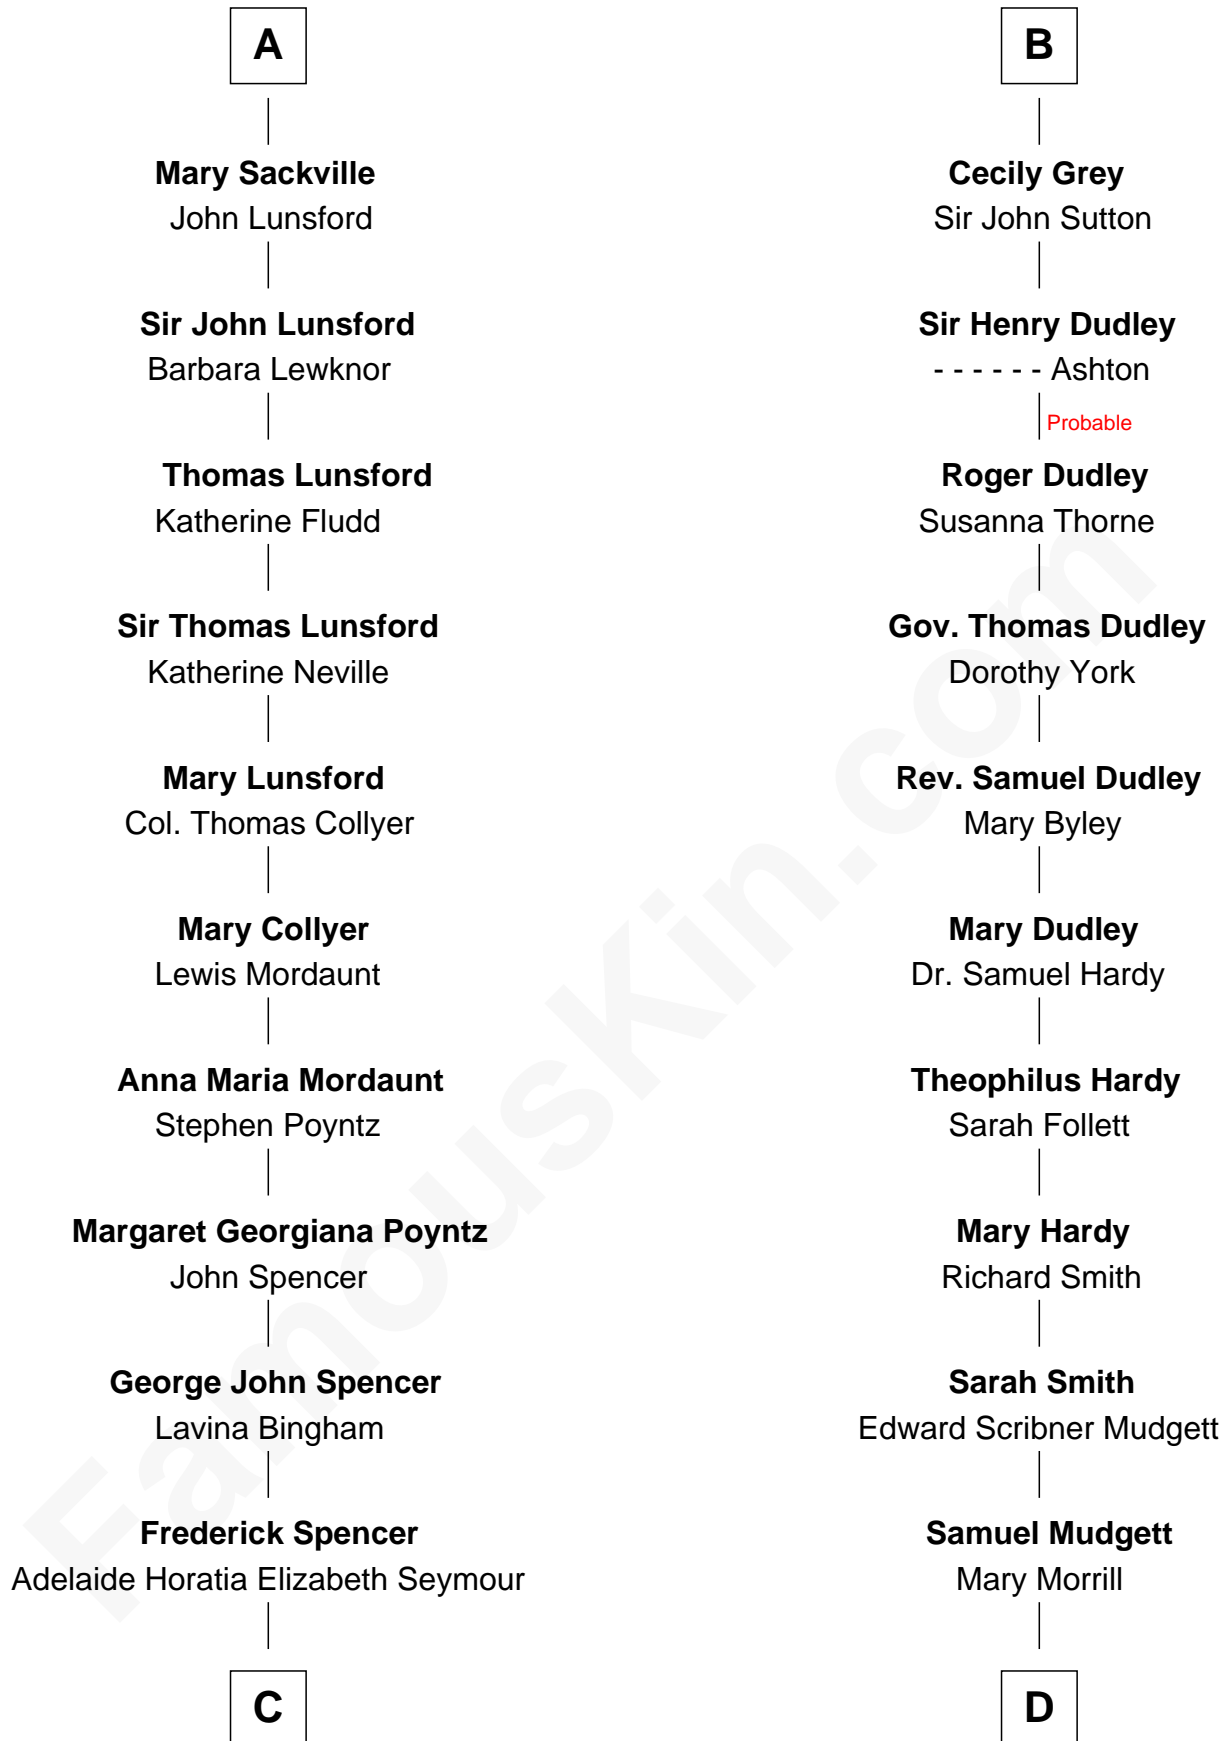 A
Mary Sackville
John Lunsford
Sir John Lunsford
Barbara Lewknor
Thomas Lunsford
Katherine Fludd
Sir Thomas Lunsford
Katherine Neville
Mary Lunsford
Col. Thomas Collyer
Mary Collyer
Lewis Mordaunt
Anna Maria Mordaunt
Stephen Poyntz
Margaret Georgiana Poyntz
John Spencer
George John Spencer
Lavina Bingham
Frederick Spencer
Adelaide Horatia Elizabeth Seymour
C
B
Cecily Grey
Sir John Sutton
Sir Henry Dudley
- - - - - - Ashton
Probable
Roger Dudley
Susanna Thorne
Gov. Thomas Dudley
Dorothy York
Rev. Samuel Dudley
Mary Byley
Mary Dudley
Dr. Samuel Hardy
Theophilus Hardy
Sarah Follett
Mary Hardy
Richard Smith
Sarah Smith
Edward Scribner Mudgett
Samuel Mudgett
Mary Morrill
D
FamousKin.com